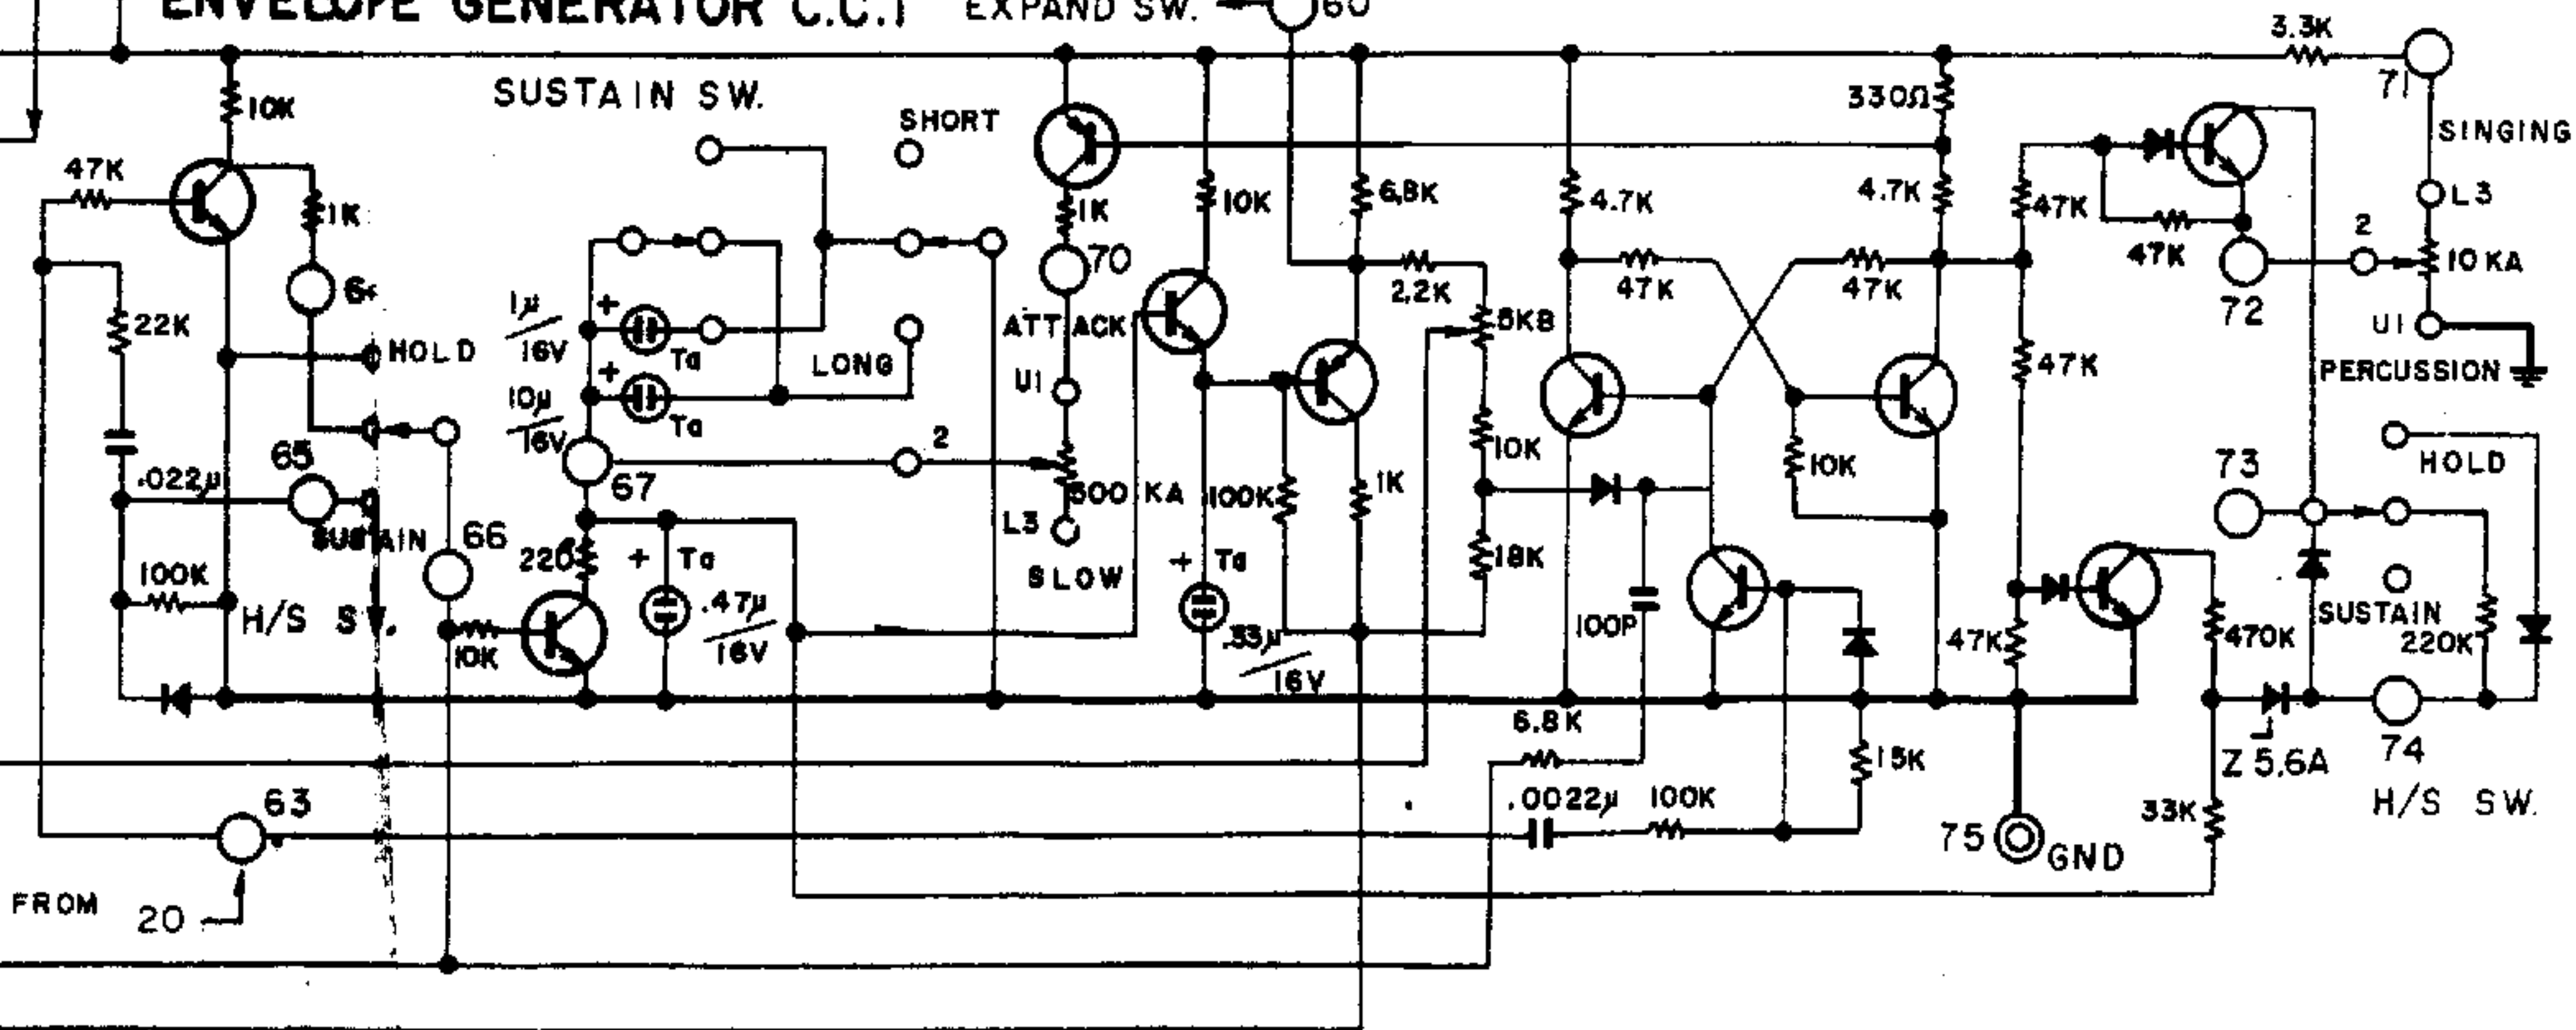 ENVELOPE GENERATOR C.C.T
EXPAND SW.
60
3.3K
71
10K
SUSTAIN SW.
SHORT
330Ω
SINGING
47K
1K
1K
10K
6.8K
4.7K
4.7K
47K
47K
2
L3
10KA
70
2.2K
47K
47K
72
22K
1µ/16V
Ta
ATTACK
5KB
U1
HOLD
LONG
47K
PERCUSSION
10µ/16V
Ta
U1
2
10K
10K
73
HOLD
65
.022µ
67
500KA
100K
1K
L3
SUSTAIN
66
220
+ Ta
SLOW
+ Ta
18K
100K
H/S S
.47µ/16V
100P
SUSTAIN
10K
.33µ/16V
47K
470K
220K
6.8K
15K
Z 5.6A
74
63
.0022µ
100K
33K
H/S SW.
75
GND
FROM
20